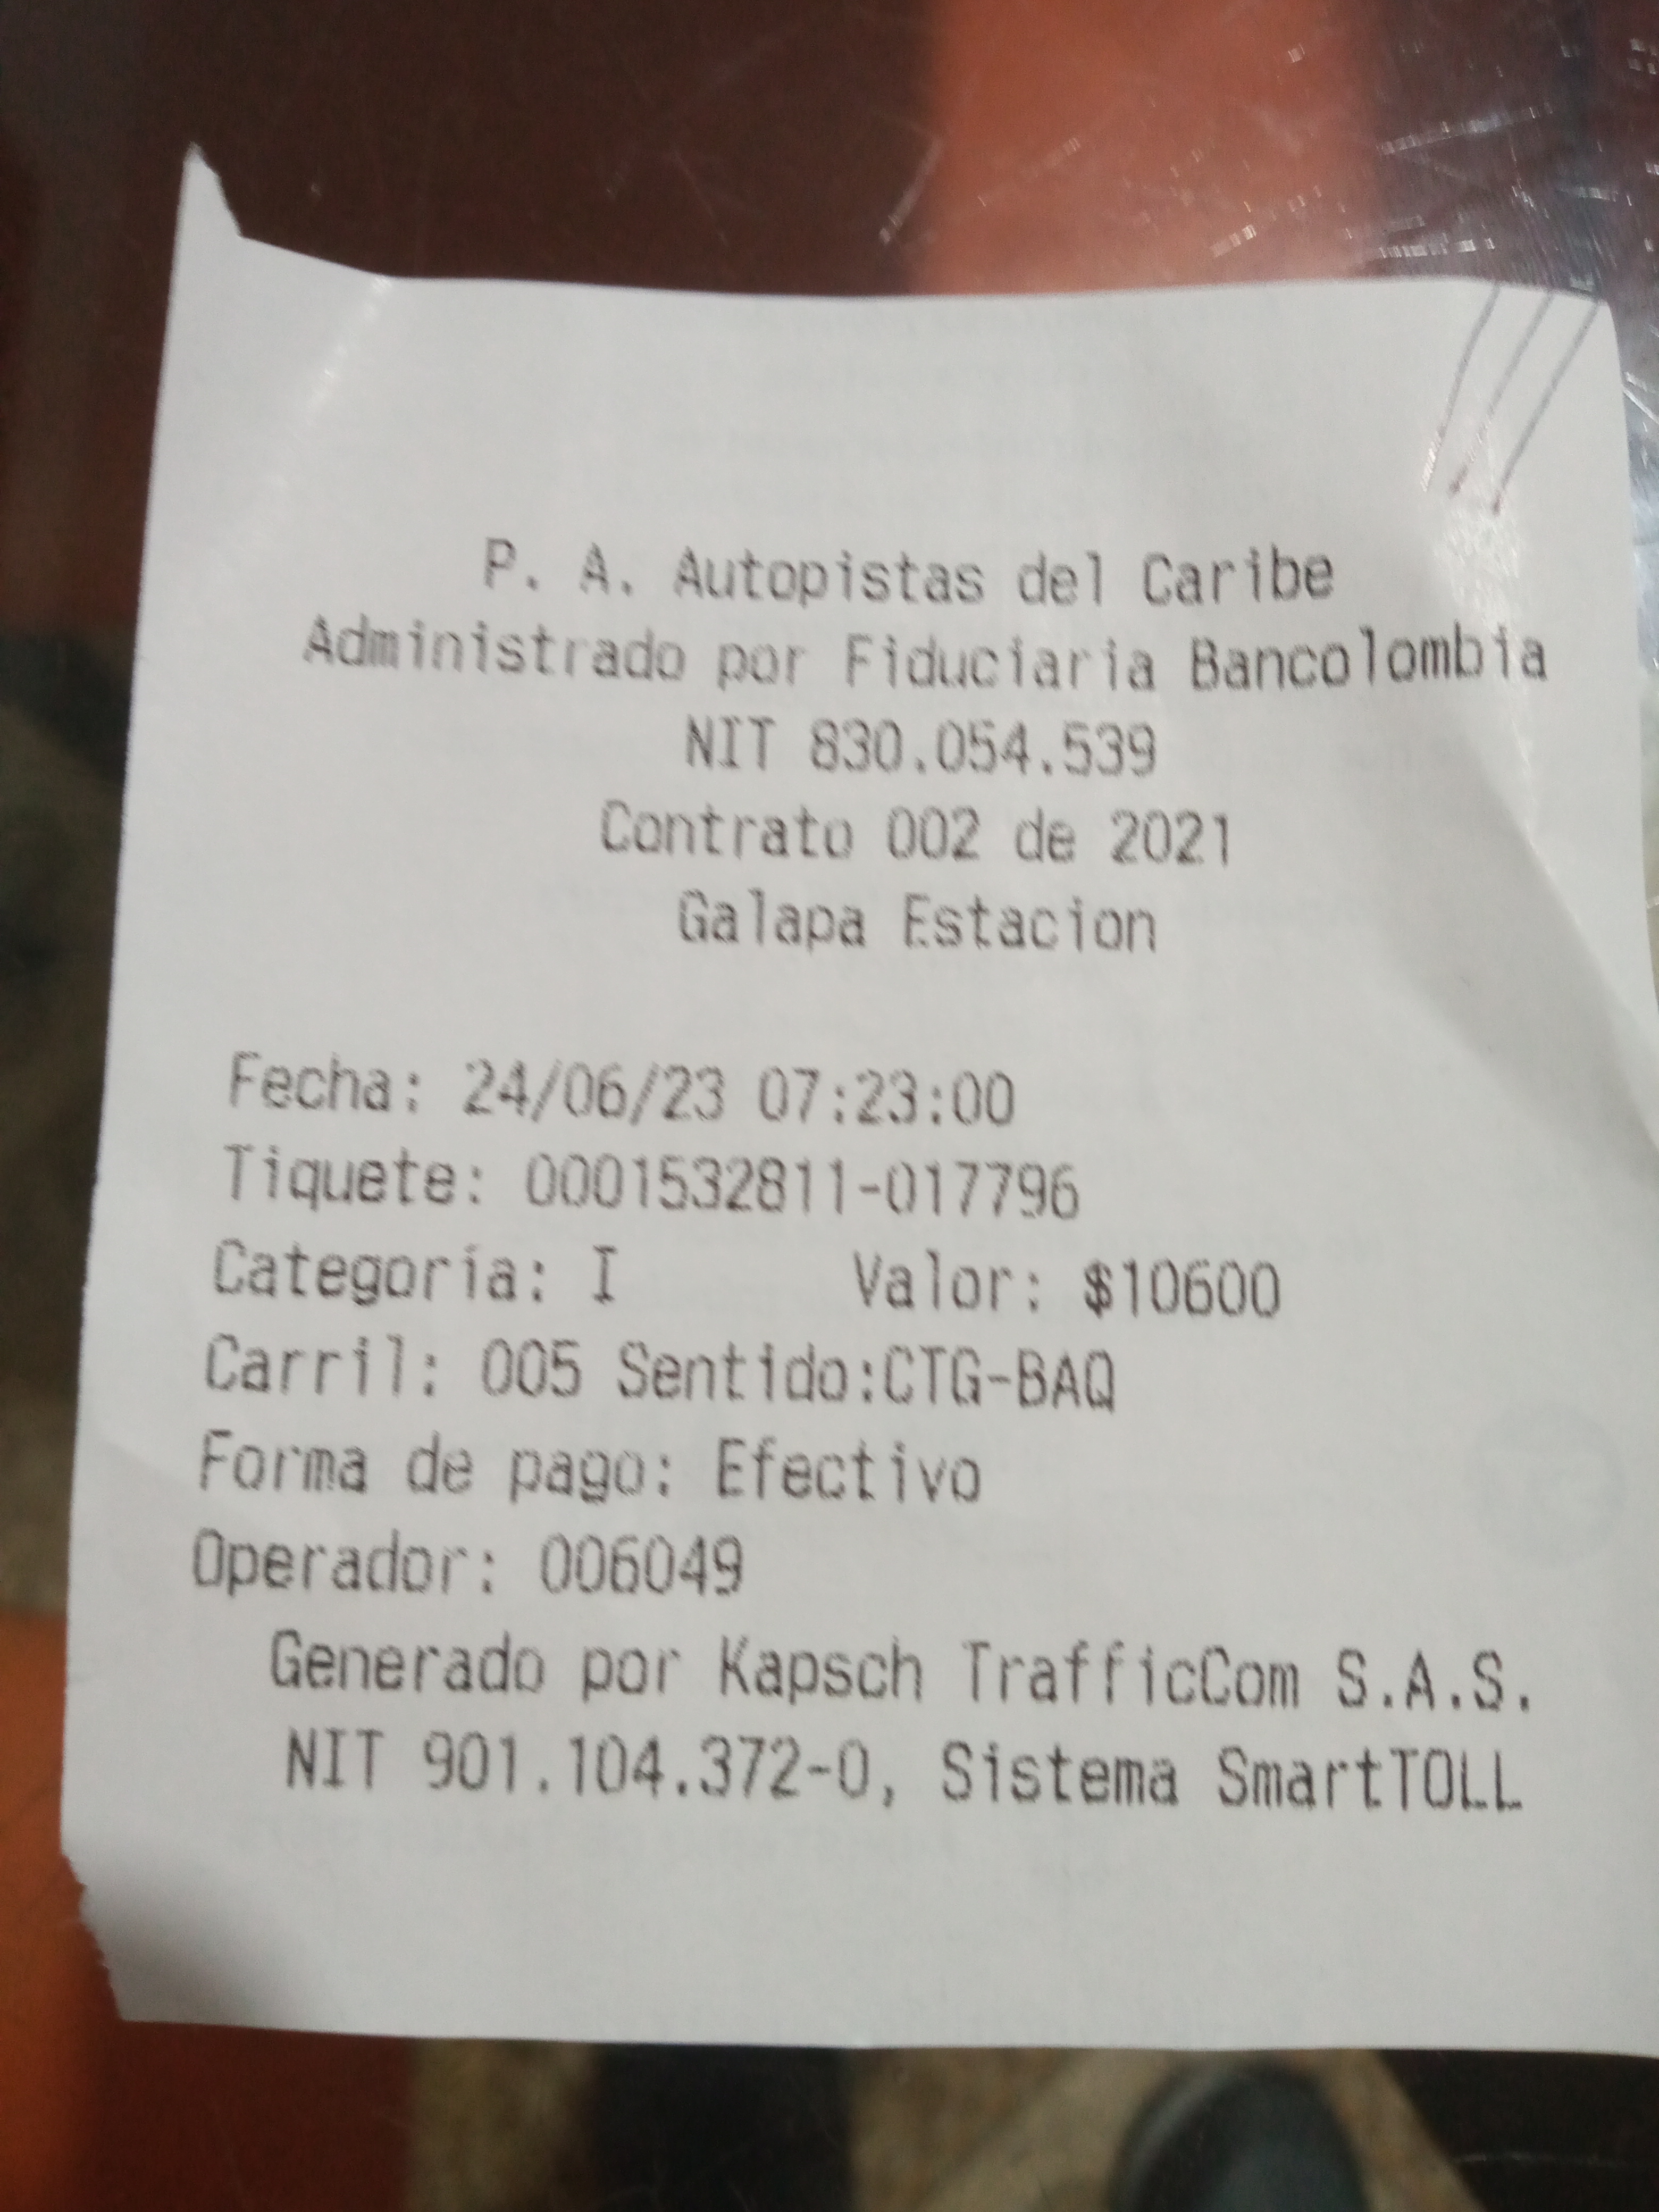 P. A. Autopistas del Caribe
Administrado por Fiduciaria Bancolombia
NIT 830.054.539
Contrato 002 de 2021
Galapa Estacion
Fecha: 24/06/23 07:23:00
Tiquete: 0001532811-017796
Categoría: I Valor: $10600
Carril: 005 Sentido:CTG-BAQ
Forma de pago: Efectivo
Operador: 006049
Generado por Kapsch TrafficCom S.A.S.
NIT 901.104.372-0, Sistema SmartTOLL